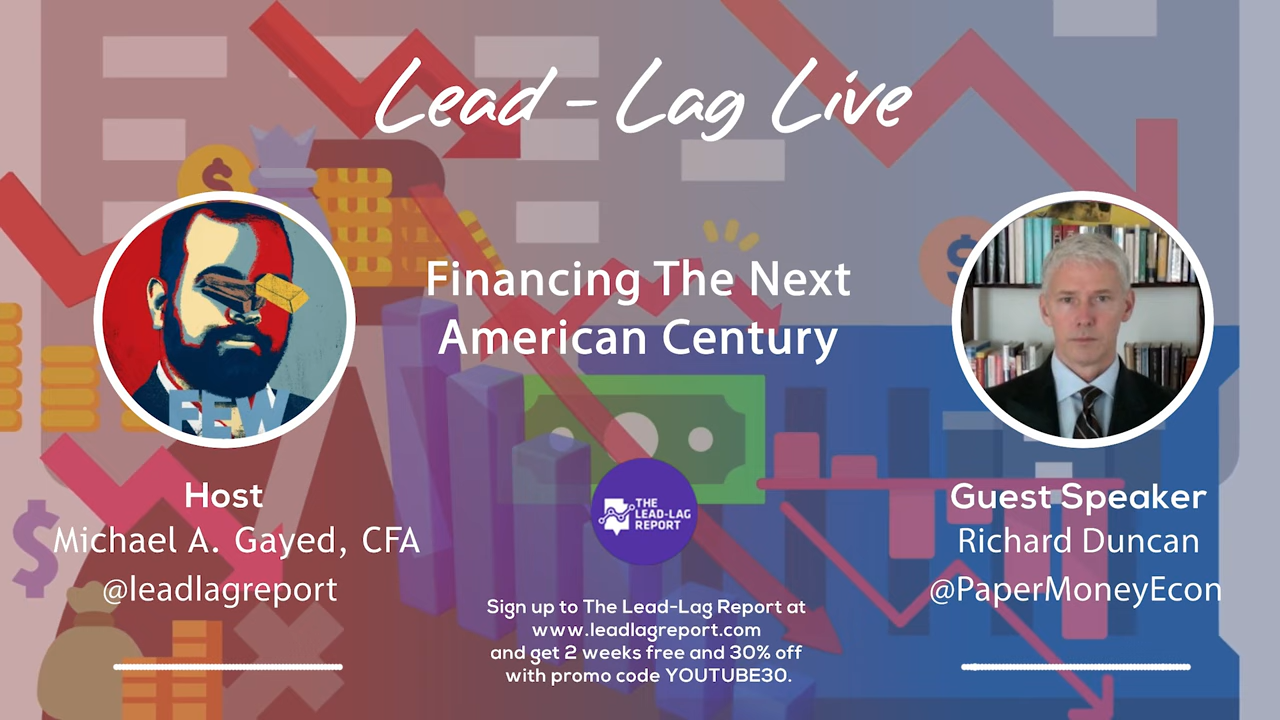 Lead - Lag Live
Financing The Next
American Century
FEW
Host
Michael A. Gayed, CFA
@leadlagreport
THE
LEAD-LAG
REPORT
Guest Speaker
Richard Duncan
@PaperMoneyEcon
Sign up to The Lead-Lag Report at
www.leadlagreport.com
and get 2 weeks free and 30% off
with promo code YOUTUBE30.